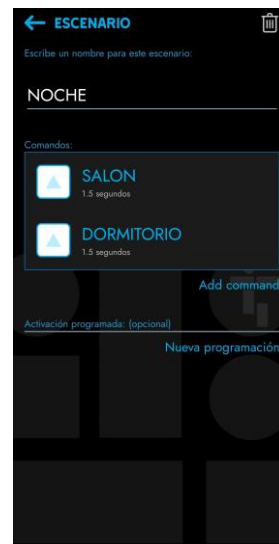 ESCENARIO
Escribe un nombre para este escenario:
NOCHE
Comandos:
SALON
1.5 segundos
DORMITORIO
1.5 segundos
Add command
Activación programada: (opcional)
Nueva programación